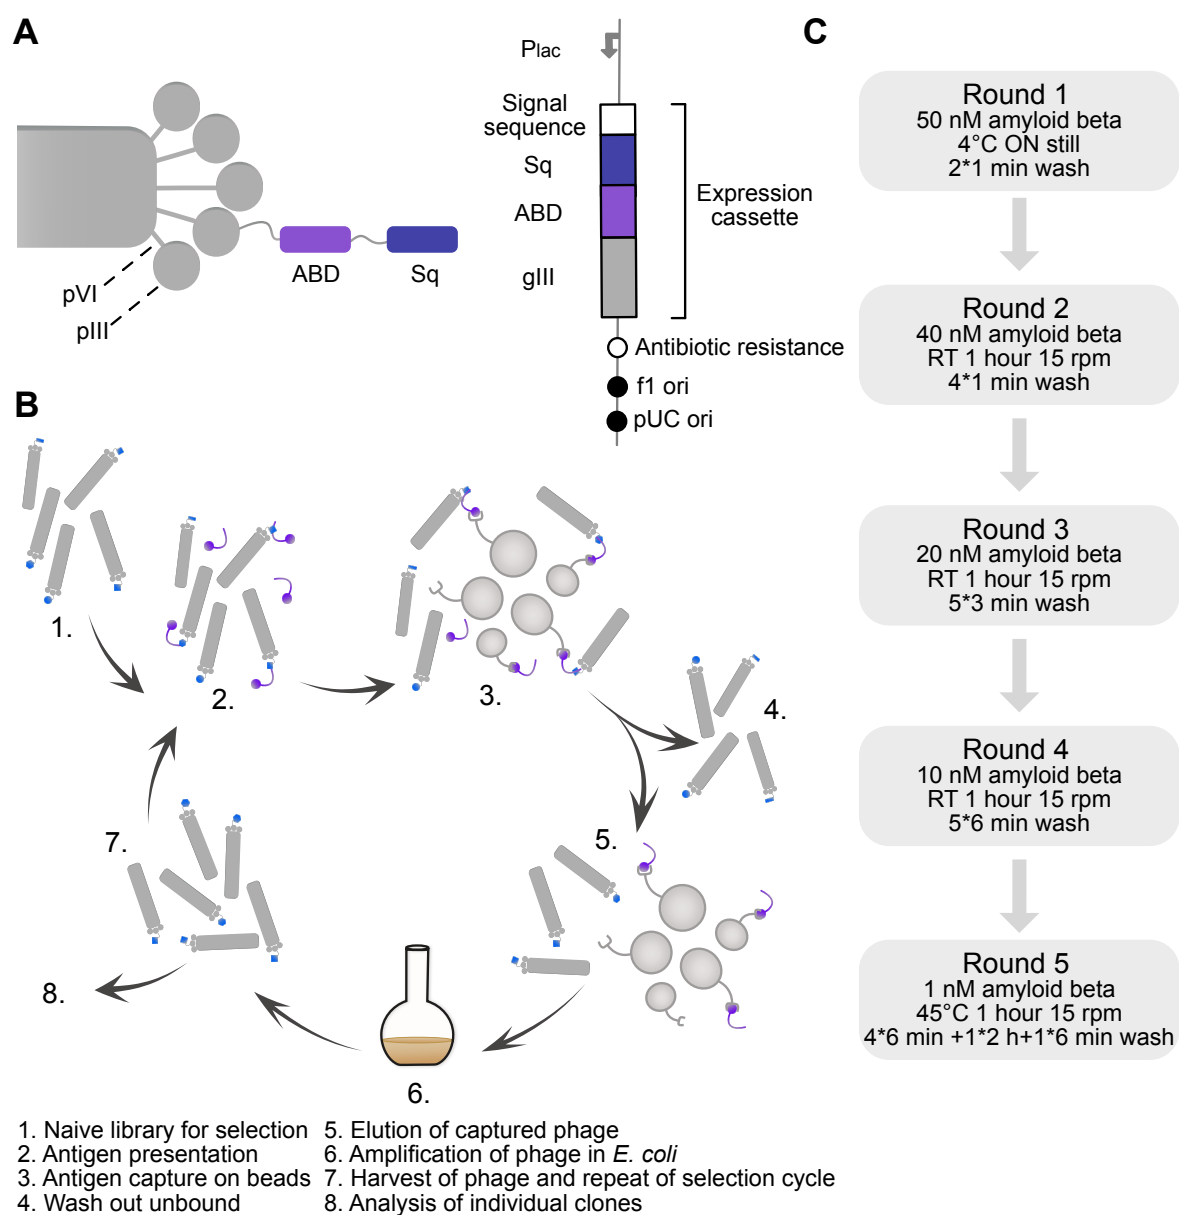 A
pVI
pIII
ABD
Sq
Plac
Signal
sequence
Sq
ABD
gIII
Expression
cassette
Antibiotic resistance
f1 ori
pUC ori
B
1.
2.
3.
4.
5.
6.
7.
8.
1. Naive library for selection
2. Antigen presentation
3. Antigen capture on beads
4. Wash out unbound
5. Elution of captured phage
6. Amplification of phage in E. coli
7. Harvest of phage and repeat of selection cycle
8. Analysis of individual clones
C
Round 1
50 nM amyloid beta
4°C ON still
2*1 min wash
Round 2
40 nM amyloid beta
RT 1 hour 15 rpm
4*1 min wash
Round 3
20 nM amyloid beta
RT 1 hour 15 rpm
5*3 min wash
Round 4
10 nM amyloid beta
RT 1 hour 15 rpm
5*6 min wash
Round 5
1 nM amyloid beta
45°C 1 hour 15 rpm
4*6 min +1*2 h+1*6 min wash